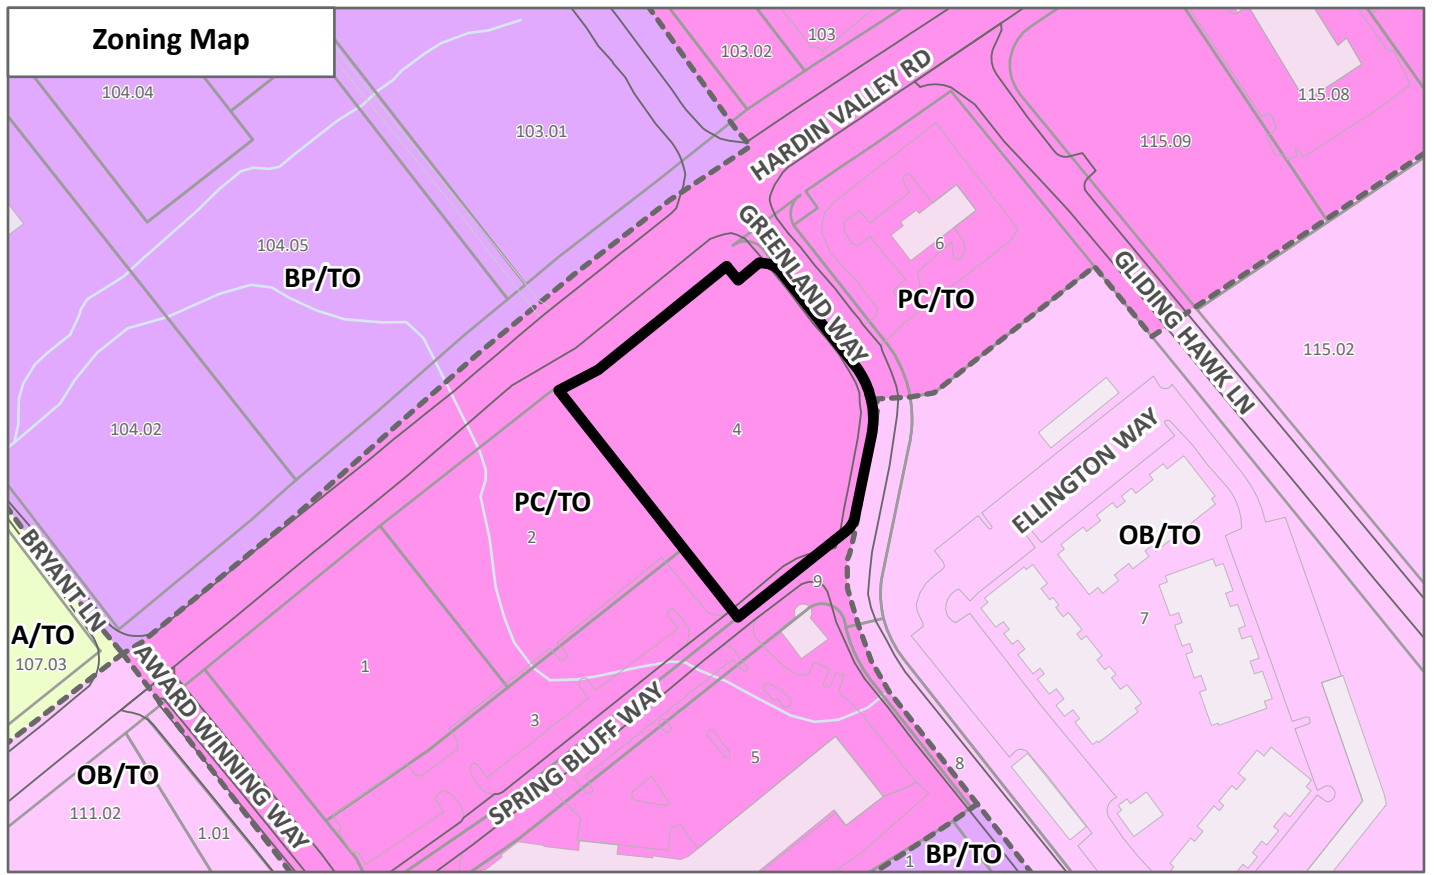 Zoning Map
103
103.02
104.04
103.01
HARDIN VALLEY RD
115.08
115.09
104.05
BP/TO
GREENLAND WAY
6
PC/TO
GLIDING HAWK LN
115.02
104.02
4
PC/TO
2
ELLINGTON WAY
OB/TO
BRYANT LN
9
7
A/TO
107.03
1
AWARD WINNING WAY
3
SPRING BLUFF WAY
5
8
OB/TO
111.02
1.01
BP/TO
1